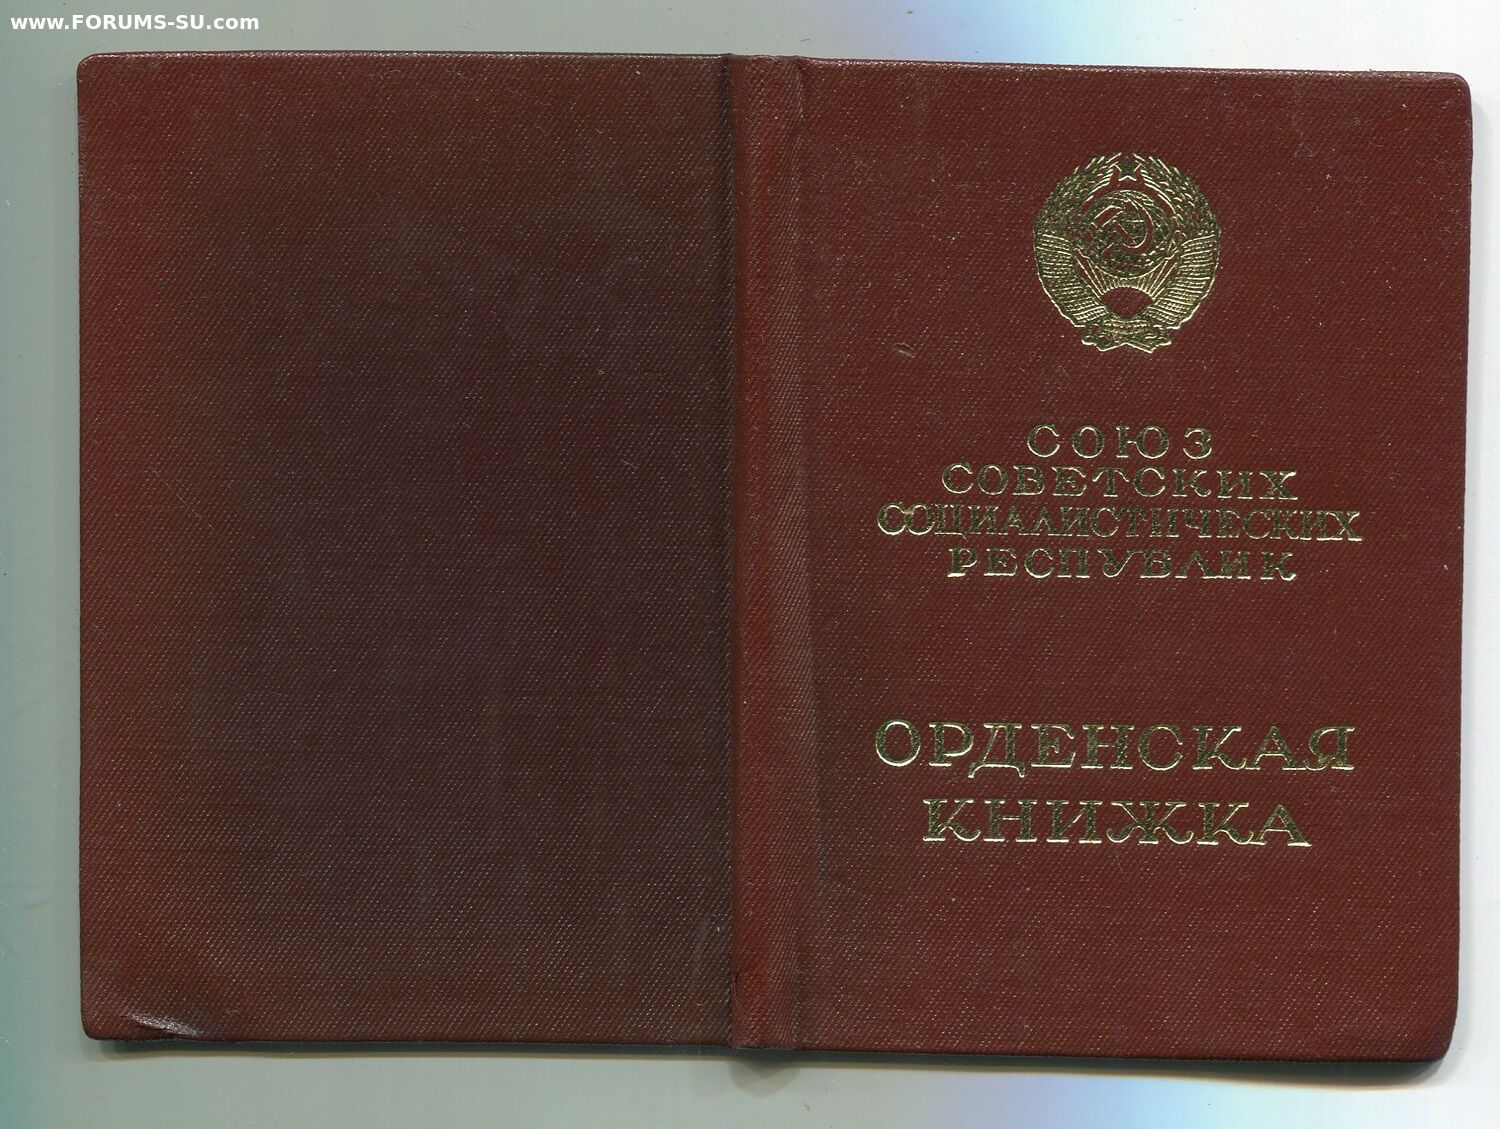 www.FORUMS-SU.com
СОЮЗ
СОВЕТСКИХ
СОЦИАЛИСТИЧЕСКИХ
РЕСПУБЛИК
ОРДЕНСКАЯ
КНИЖКА